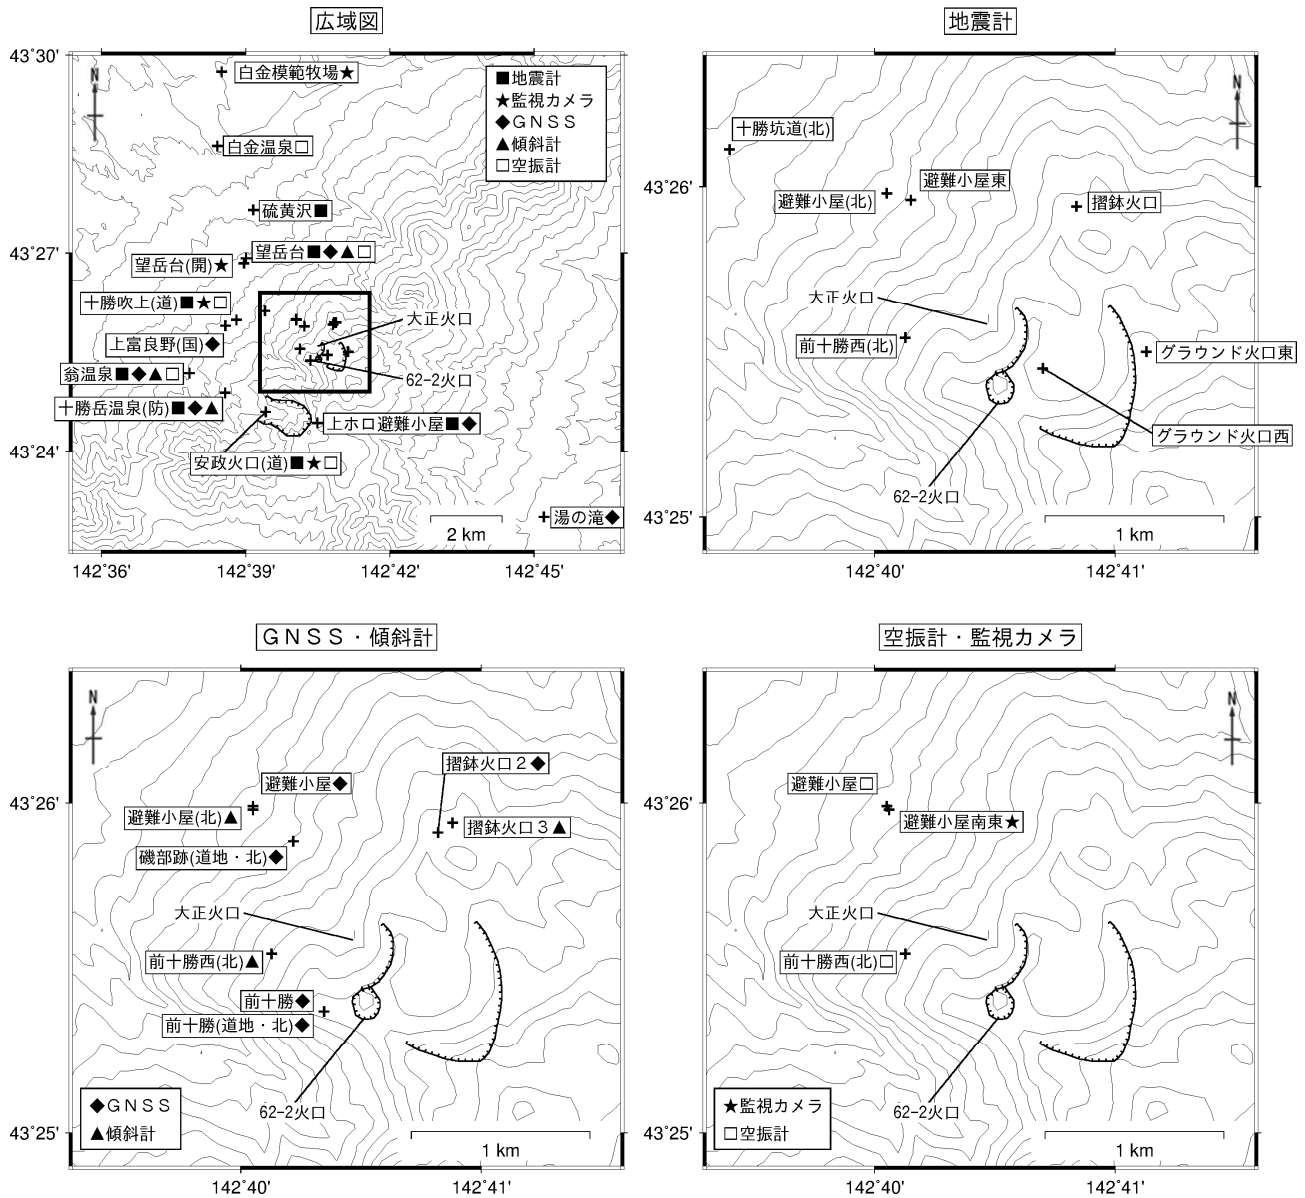 広域図
43°30'
43°27'
43°24'
142°36'
142°39'
142°42'
142°45'
N
白金模範牧場★
白金温泉□
■地震計
★監視カメラ
◆ＧＮＳＳ
▲傾斜計
□空振計
硫黄沢■
望岳台■◆▲□
望岳台(開)★
十勝吹上(道)■★□
大正火口
上富良野(国)◆
翁温泉■◆▲□
62-2火口
十勝岳温泉(防)■◆▲
上ホロ避難小屋■◆
安政火口(道)■★□
湯の滝◆
2 km
地震計
43°26'
43°25'
142°40'
142°41'
N
十勝坑道(北)
避難小屋東
避難小屋(北)
摺鉢火口
大正火口
前十勝西(北)
グラウンド火口東
グラウンド火口西
62-2火口
1 km
ＧＮＳＳ・傾斜計
43°26'
43°25'
142°40'
142°41'
N
摺鉢火口２◆
避難小屋◆
避難小屋(北)▲
摺鉢火口３▲
磯部跡(道地・北)◆
大正火口
前十勝西(北)▲
前十勝◆
前十勝(道地・北)◆
62-2火口
◆ＧＮＳＳ
▲傾斜計
1 km
空振計・監視カメラ
43°26'
43°25'
142°40'
142°41'
N
避難小屋□
避難小屋南東★
大正火口
前十勝西(北)□
62-2火口
★監視カメラ
□空振計
1 km